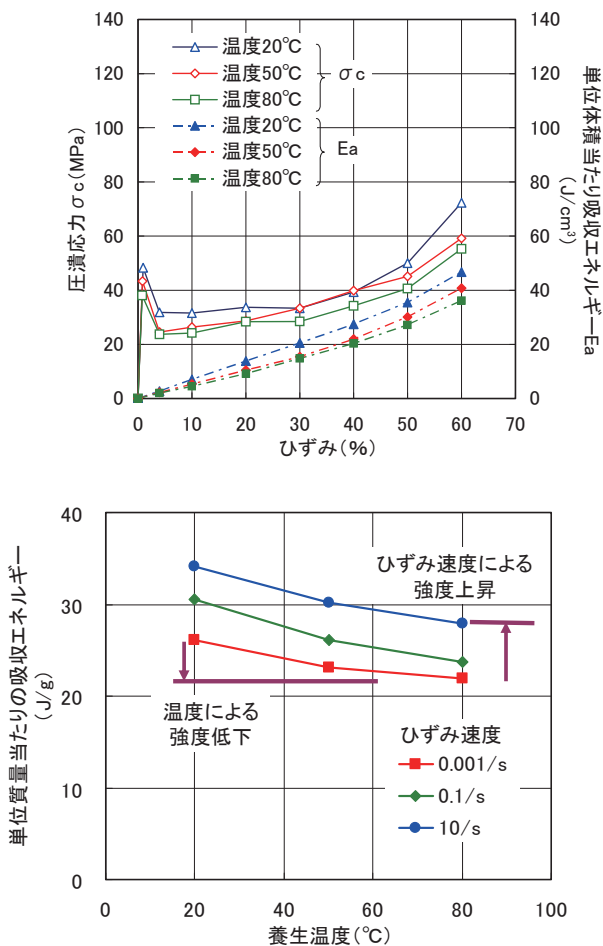 140
120
100
80
60
40
20
0
圧潰応力σc(MPa)
温度20℃
温度50℃
温度80℃
σc
温度20℃
温度50℃
温度80℃
Ea
140
120
100
80
60
40
20
0
単位体積当たり吸収エネルギーEa
(J/cm³)
0 10 20 30 40 50 60 70
ひずみ(%)
40
30
20
10
0
単位質量当たりの吸収エネルギー
(J/g)
ひずみ速度による
強度上昇
温度による
強度低下
ひずみ速度
0.001/s
0.1/s
10/s
0 20 40 60 80 100
養生温度(℃)